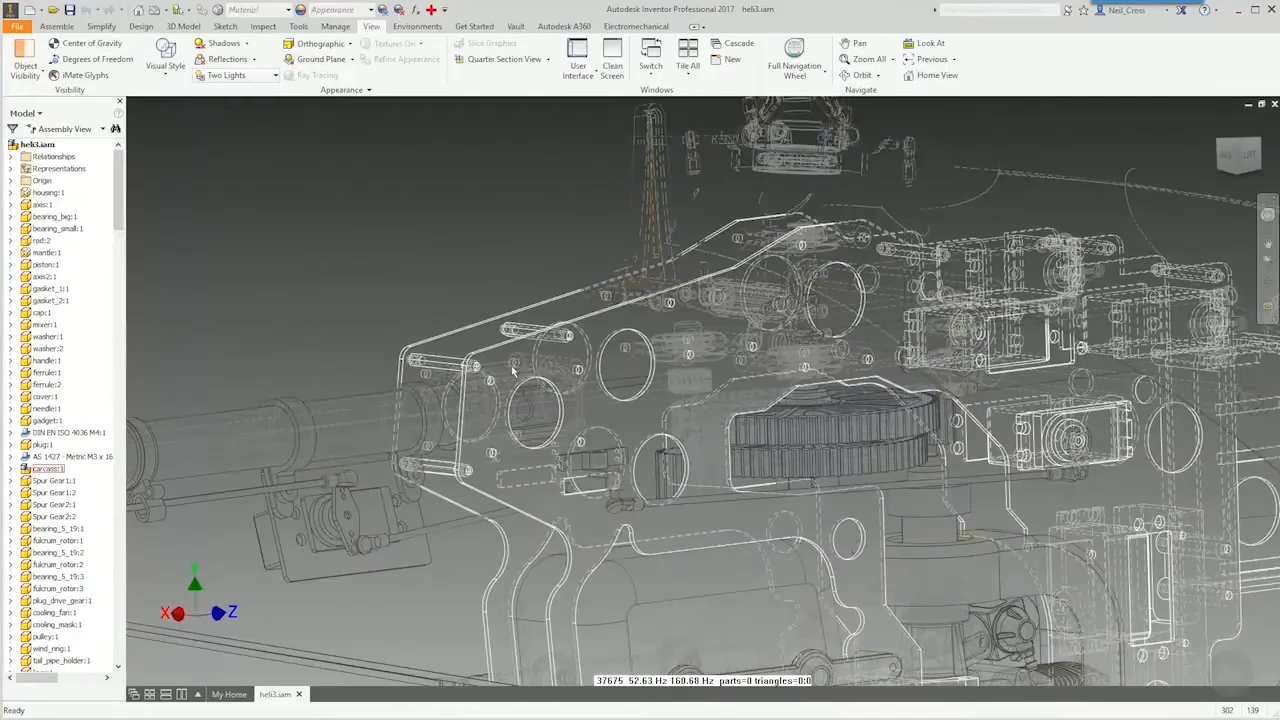 Material
Appearance
Autodesk Inventor Professional 2017 heli3.iam
Neil_Cross
File Assemble Simplify Design 3D Model Sketch Inspect Tools Manage View Environments Get Started Vault Autodesk A360 Electromechanical
Object Visibility
Center of Gravity
Degrees of Freedom
iMate Glyphs
Visual Style
Shadows
Reflections
Two Lights
Orthographic
Ground Plane
Ray Tracing
Textures On
Refine Appearance
Slice Graphics
Quarter Section View
User Interface
Clean Screen
Switch
Tile All
Cascade
New
Full Navigation Wheel
Pan
Zoom All
Orbit
Look At
Previous
Home View
Visibility
Appearance
Windows
Navigate
Model
Assembly View
heli3.iam
Relationships
Representations
Origin
housing:1
axis:1
bearing_big:1
bearing_small:1
rod:2
mantle:1
piston:1
axis2:1
gasket_1:1
gasket_2:1
cap:1
mixer:1
washer:1
washer:2
handle:1
ferrule:1
ferrule:2
cover:1
needle:1
gadget:1
DIN EN ISO 4036 M4:1
plug:1
AS 1427 - Metric M3 x 16
carcass:1
Spur Gear1:1
Spur Gear1:2
Spur Gear2:1
Spur Gear2:2
bearing_5_19:1
fulcrum_rotor:1
bearing_5_19:2
fulcrum_rotor:2
bearing_5_19:3
fulcrum_rotor:3
plug_drive_gear:1
cooling_fan:1
cooling_mask:1
pulley:1
wind_ring:1
tail_pipe_holder:1
LEFT
Y
X
Z
37675 52.63 Hz 160.68 Hz parts=0 triangles=0:0
My Home
heli3.iam
Ready
302 139